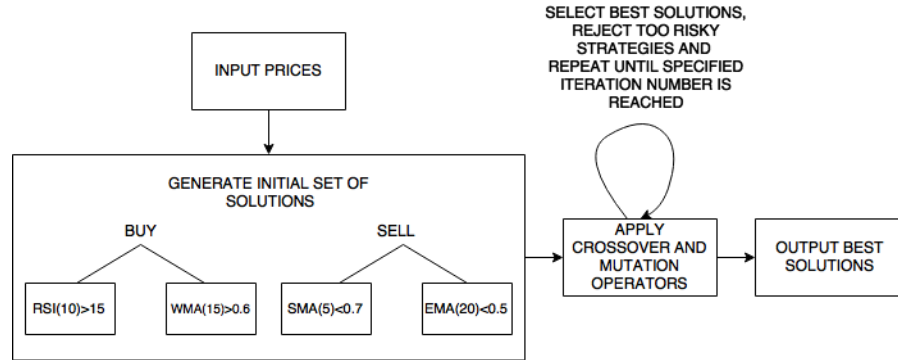 SELECT BEST SOLUTIONS,
REJECT TOO RISKY
STRATEGIES AND
REPEAT UNTIL SPECIFIED
ITERATION NUMBER IS
REACHED
INPUT PRICES
GENERATE INITIAL SET OF
SOLUTIONS
BUY
SELL
RSI(10)>15
WMA(15)>0.6
SMA(5)<0.7
EMA(20)<0.5
APPLY
CROSSOVER AND
MUTATION
OPERATORS
OUTPUT BEST
SOLUTIONS